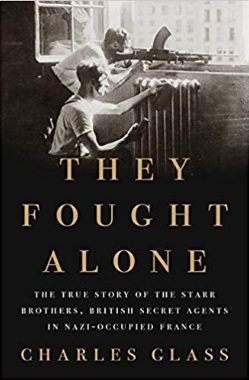 THEY
FOUGHT
ALONE
THE TRUE STORY OF THE STARR
BROTHERS, BRITISH SECRET AGENTS
IN NAZI-OCCUPIED FRANCE
CHARLES GLASS